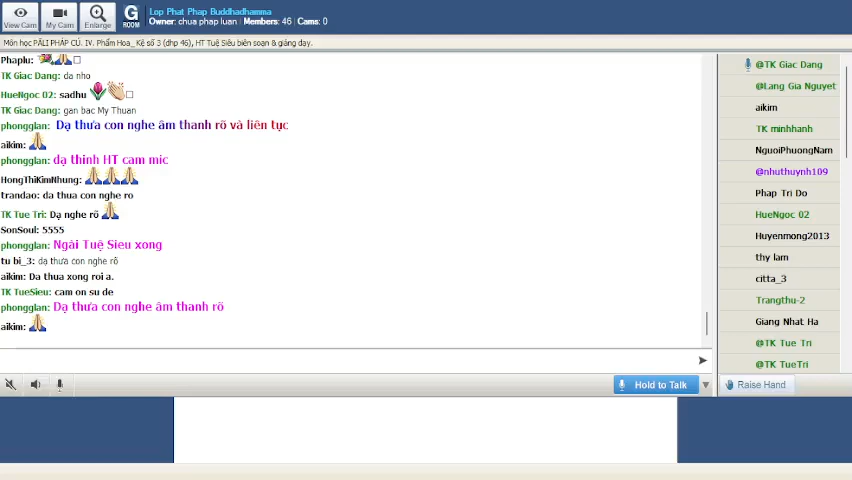 View Cam
My Cam
Enlarge
G
ROOM
Lop Phat Phap Buddhadhamma
Owner: chua phap luan Members: 46 Cams: 0
Môn học PĀLI PHÁP CÚ. IV. Phẩm Hoa_ Kệ số 3 (dhp 46), HT Tuệ Siêu biên soạn & giảng dạy.
Phaplu:
TK Giac Dang: da nho
HueNgoc 02: sadhu
TK Giac Dang: gan bac My Thuan
phongglan: Dạ thưa con nghe âm thanh rõ và liên tục
aikim:
phongglan: dạ thỉnh HT cam mic
HongThiKimNhung:
trandao: da thua con nghe ro
TK Tue Tri: Dạ nghe rõ
SonSoul: 5555
phongglan: Ngài Tuệ Sieu xong
tu bi_3: dạ thưa con nghe rõ
aikim: Da thua xong roi a.
TK TueSieu: cam on su de
phongglan: Dạ thưa con nghe âm thanh rõ
aikim:
Hold to Talk
@TK Giac Dang
@Lang Gia Nguyet
aikim
TK minhhanh
NguoiPhuongNam
@nhuthuynh109
Phap Tri Do
HueNgoc 02
Huyenmong2013
thy lam
citta_3
Trangthu-2
Giang Nhat Ha
@TK Tue Tri
@TK TueTri
Raise Hand